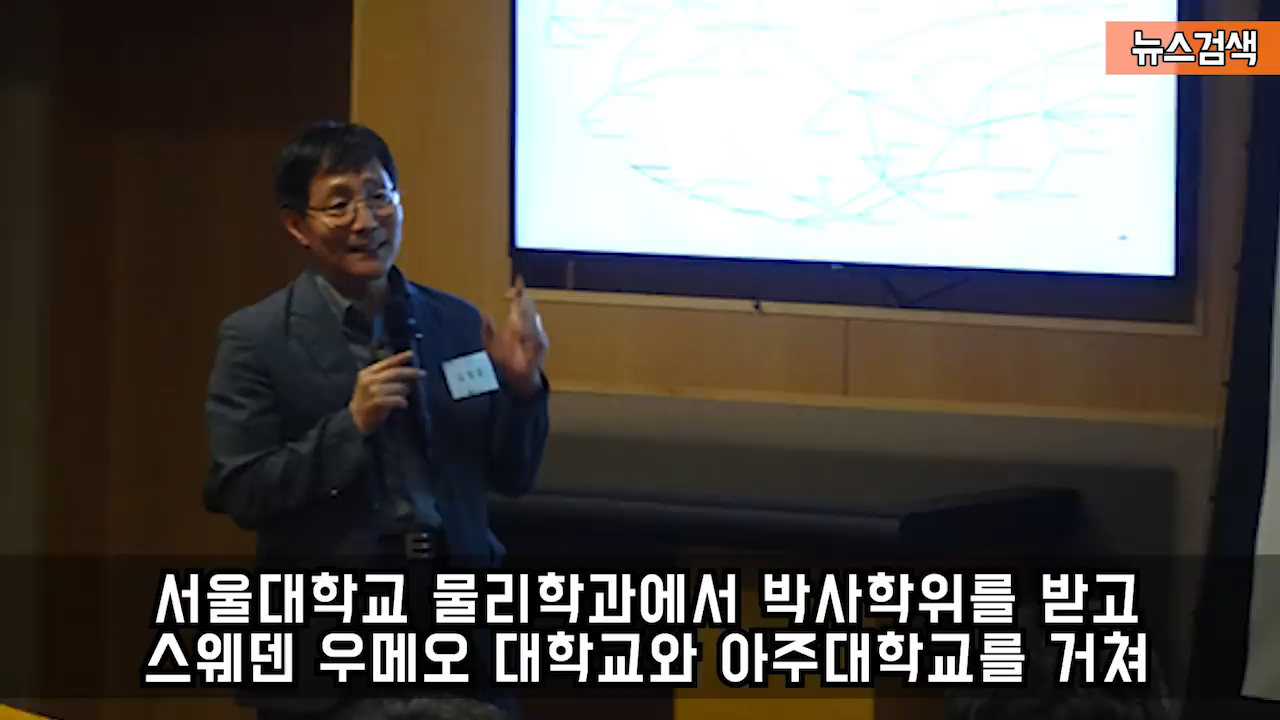 뉴스검색
서울대학교 물리학과에서 박사학위를 받고
스웨덴 우메오 대학교와 아주대학교를 거쳐